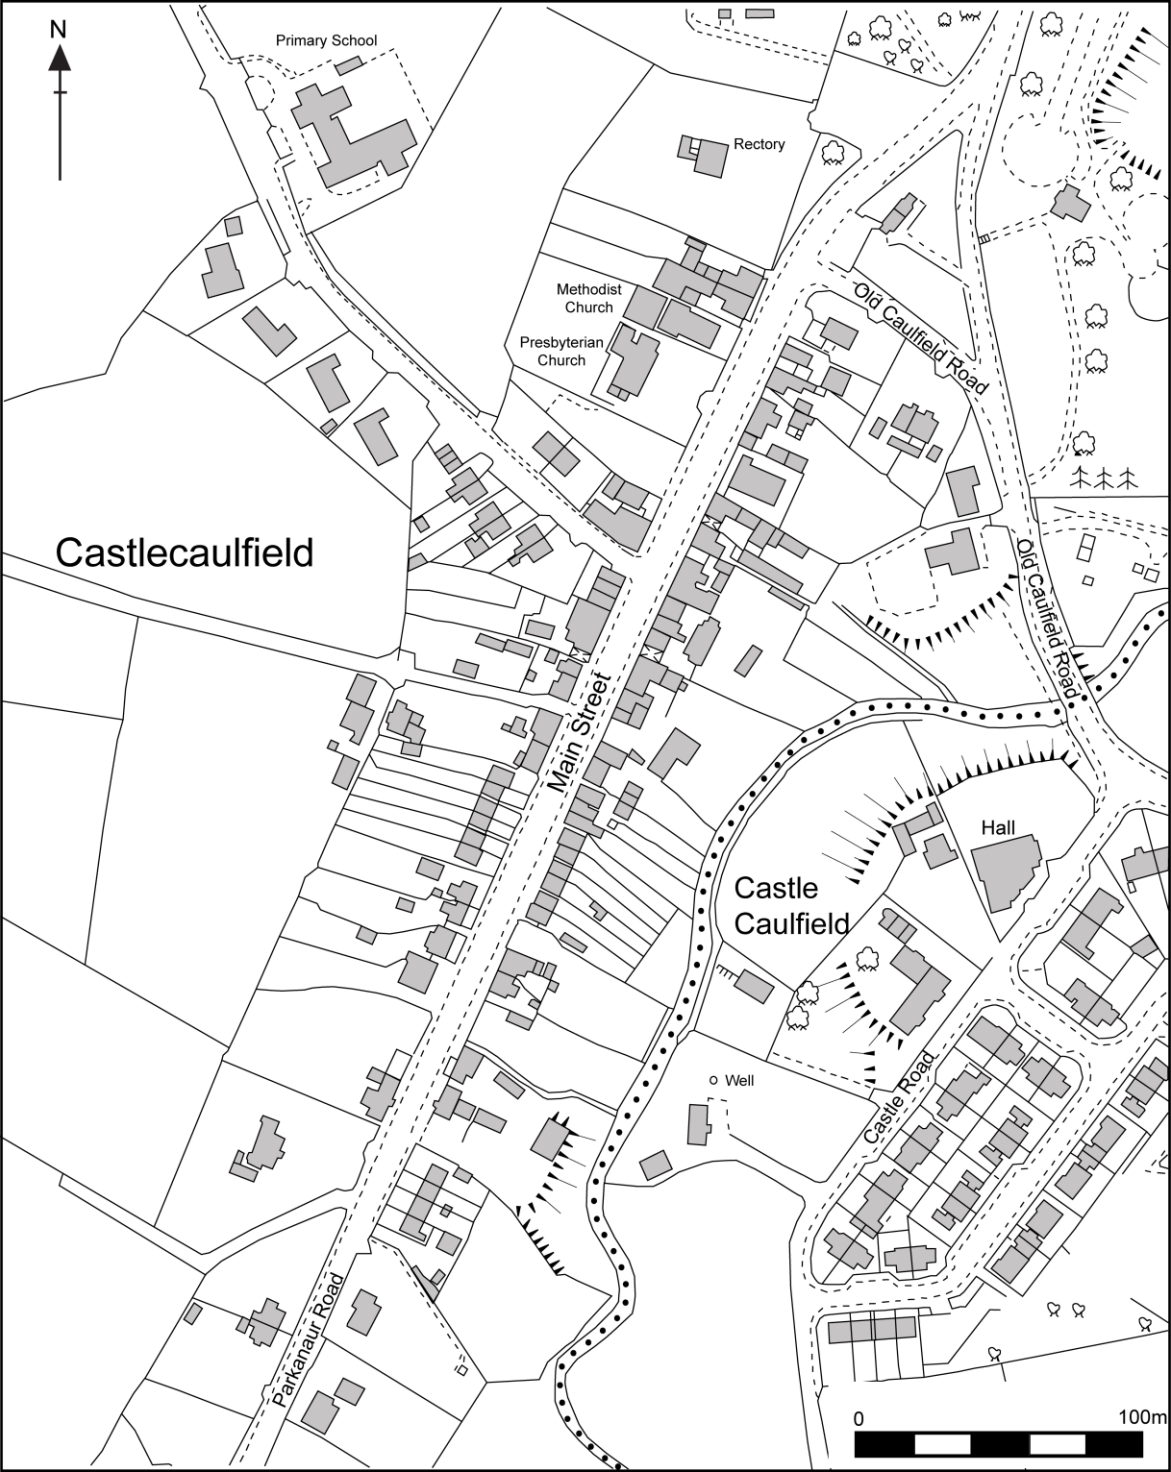 N
Primary School
Rectory
Methodist
Church
Presbyterian
Church
Old Caulfield Road
Castlecaulfield
Old Caulfield Road
Main Street
Hall
Castle
Caulfield
Well
Castle Road
Parkanaur Road
0
100m